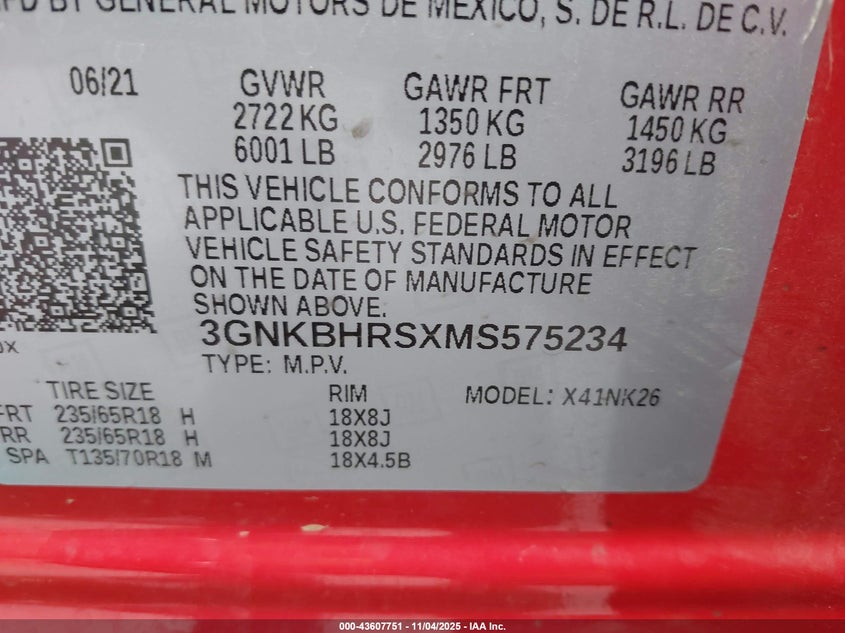 MFD BY GENERAL MOTORS DE MEXICO, S. DE R.L. DE C.V.
06/21 GVWR GAWR FRT GAWR RR
2722 KG 1350 KG 1450 KG
6001 LB 2976 LB 3196 LB
THIS VEHICLE CONFORMS TO ALL
APPLICABLE U.S. FEDERAL MOTOR
VEHICLE SAFETY STANDARDS IN EFFECT
ON THE DATE OF MANUFACTURE
SHOWN ABOVE.
3GNKBHRSXMS575234
TYPE: M.P.V.
TIRE SIZE RIM MODEL: X41NK26
FRT 235/65R18 H 18X8J
RR 235/65R18 H 18X8J
SPA T135/70R18 M 18X4.5B
000-43607751 - 11/04/2025 - IAA Inc.